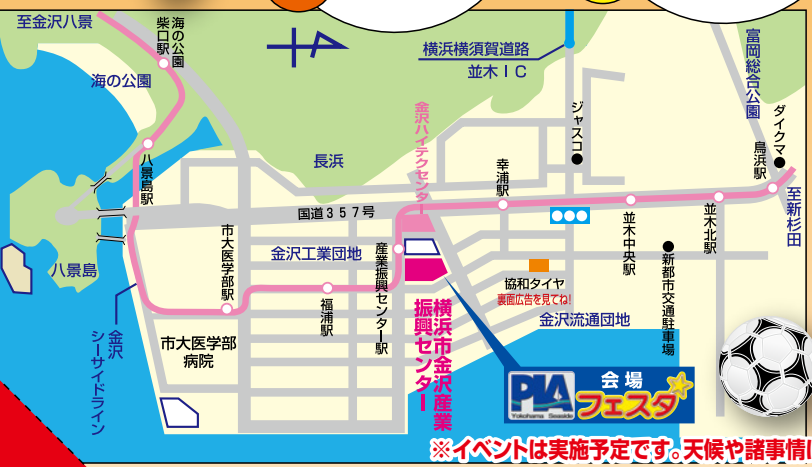 至金沢八景
海の公園
柴口駅
海の公園
横浜横須賀道路
並木IC
富岡総合公園
ダイクマ
鳥浜駅
至新杉田
ジャスコ
金沢ハイテクセンター
長浜
幸浦駅
八景島駅
国道357号
市大医学部駅
金沢工業団地
産業振興センター駅
並木中央駅
並木北駅
新都市交通駐車場
八景島
協和タイヤ
裏面広告を見てね!
福浦駅
金沢流通団地
金沢
シーサイドライン
市大医学部
病院
横浜市金沢産業
振興センター
PIA
Yokohama Seaside
会場
フェスタ
※イベントは実施予定です。天候や諸事情に